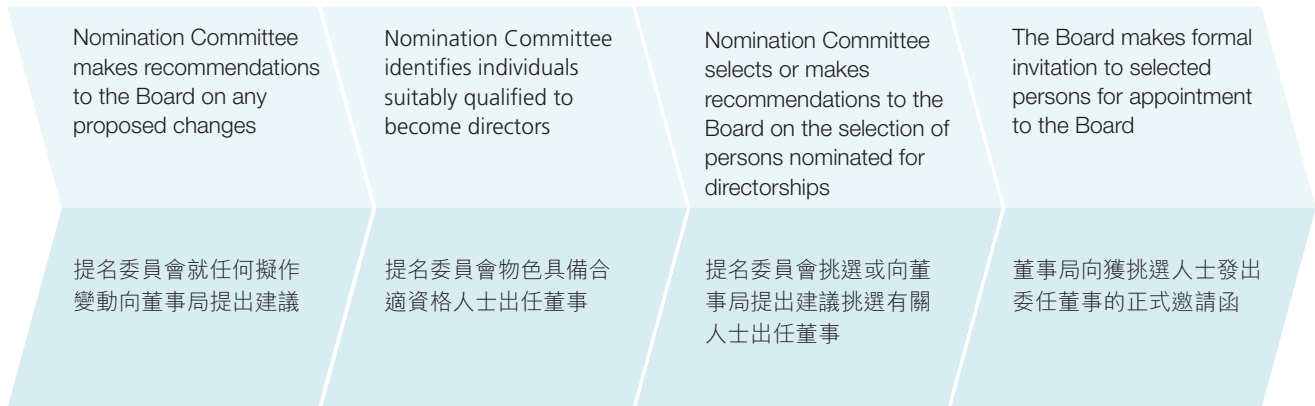 Nomination Committee
makes recommendations
to the Board on any
proposed changes
Nomination Committee
identifies individuals
suitably qualified to
become directors
Nomination Committee
selects or makes
recommendations to the
Board on the selection of
persons nominated for
directorships
The Board makes formal
invitation to selected
persons for appointment
to the Board
提名委員會就任何擬作
變動向董事局提出建議
提名委員會物色具備合
適資格人士出任董事
提名委員會挑選或向董
事局提出建議挑選有關
人士出任董事
董事局向獲挑選人士發出
委任董事的正式邀請函